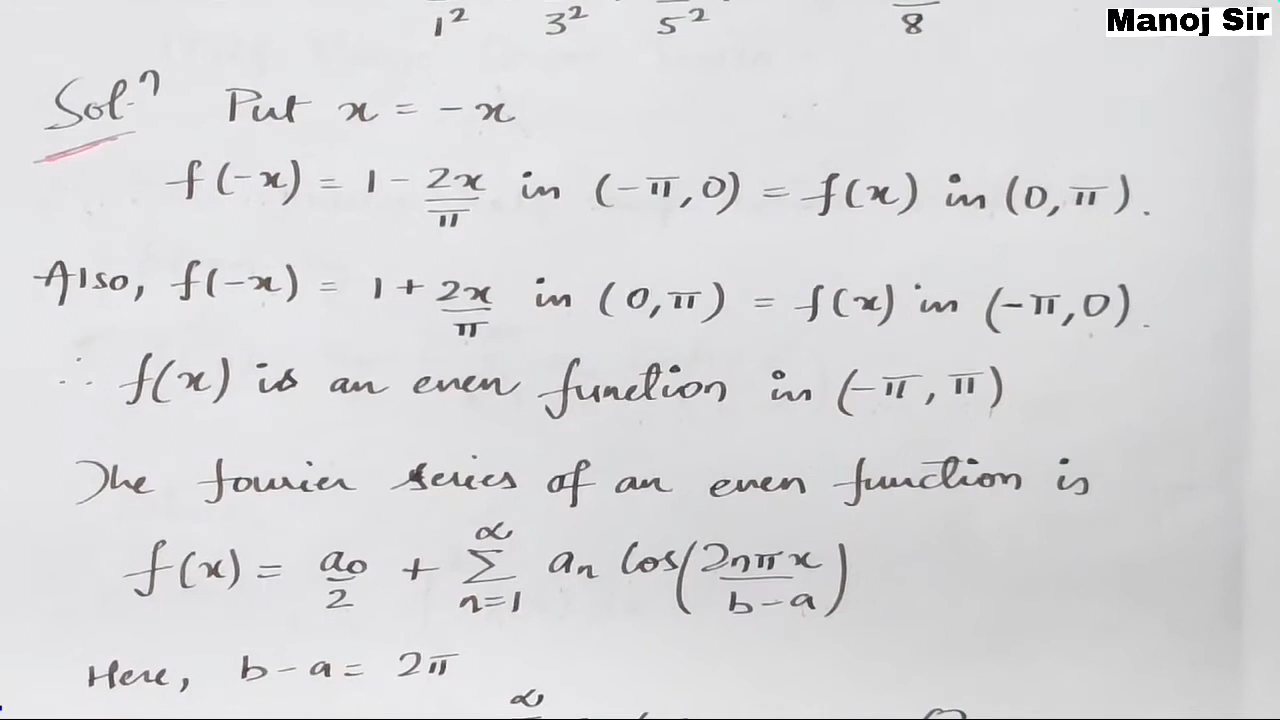 1² 3² 5² 8
Manoj Sir
Solⁿ Put x = -x
f(-x) = 1 - 2x/π in (-π,0) = f(x) in (0,π).
Also, f(-x) = 1 + 2x/π in (0,π) = f(x) in (-π,0).
∴ f(x) is an even function in (-π, π)
The fourier series of an even function is
f(x) = a₀/2 + ∑_{n=1}^{∞} aₙ cos(2nπx/b-a)
Here, b-a = 2π
∞